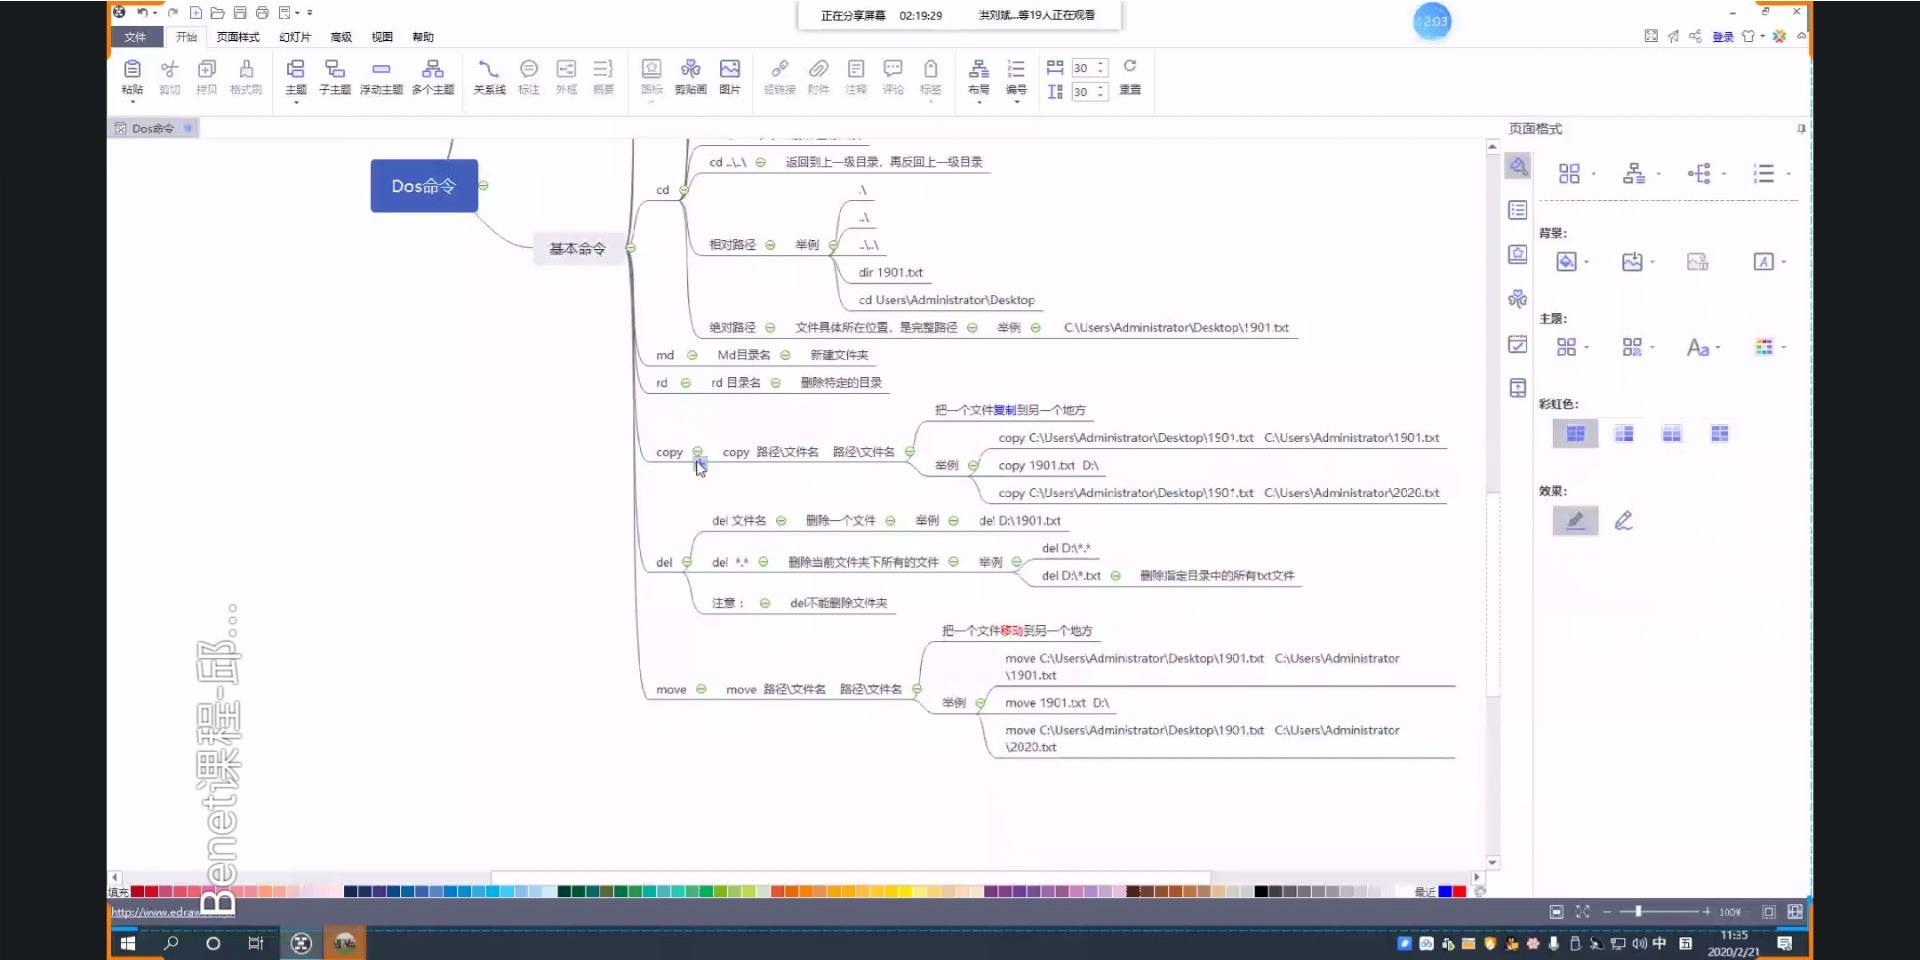 正在分享屏幕 02:19:29 洪刘斌...等19人正在观看
12:03
文件 开始 页面样式 幻灯片 高级 视图 帮助
登录
粘贴 剪切 拷贝 格式刷 主题 子主题 浮动主题 多个主题 关系线 标注 外框 概要 图标 剪贴画 图片 超链接 附件 注释 评论 标签 布局 编号 30 30 重置
Dos命令
页面格式
Dos命令
基本命令
cd
cd ..\..\ 返回到上一级目录，再反回上一级目录
相对路径 举例
.\
..\
..\..\
dir 1901.txt
cd Users\Administrator\Desktop
绝对路径 文件具体所在位置，是完整路径 举例 C:\Users\Administrator\Desktop\1901.txt
md Md目录名 新建文件夹
rd rd 目录名 删除特定的目录
copy copy 路径\文件名 路径\文件名
把一个文件复制到另一个地方
举例
copy C:\Users\Administrator\Desktop\1901.txt C:\Users\Administrator\1901.txt
copy 1901.txt D:\
copy C:\Users\Administrator\Desktop\1901.txt C:\Users\Administrator\2020.txt
del
del 文件名 删除一个文件 举例 del D:\1901.txt
del *.* 删除当前文件夹下所有的文件 举例
del D:\*.*
del D:\*.txt 删除指定目录中的所有txt文件
注意： del不能删除文件夹
move move 路径\文件名 路径\文件名
把一个文件移动到另一个地方
举例
move C:\Users\Administrator\Desktop\1901.txt C:\Users\Administrator
\1901.txt
move 1901.txt D:\
move C:\Users\Administrator\Desktop\1901.txt C:\Users\Administrator
\2020.txt
背景:
主题:
Aa
彩虹色:
效果:
Benet课程-邱...
填充
最近
http://www.edraw
100%
中
11:35
2020/2/21